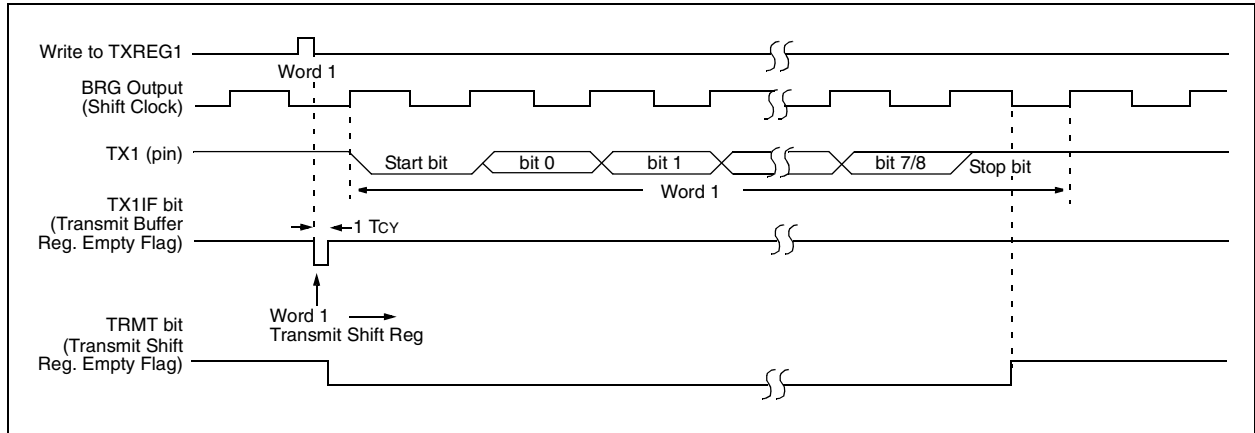 Write to TXREG1
Word 1
BRG Output
(Shift Clock)
TX1 (pin)
Start bit
bit 0
bit 1
bit 7/8
Stop bit
Word 1
TX1IF bit
(Transmit Buffer
Reg. Empty Flag)
1 TCY
Word 1
Transmit Shift Reg
TRMT bit
(Transmit Shift
Reg. Empty Flag)